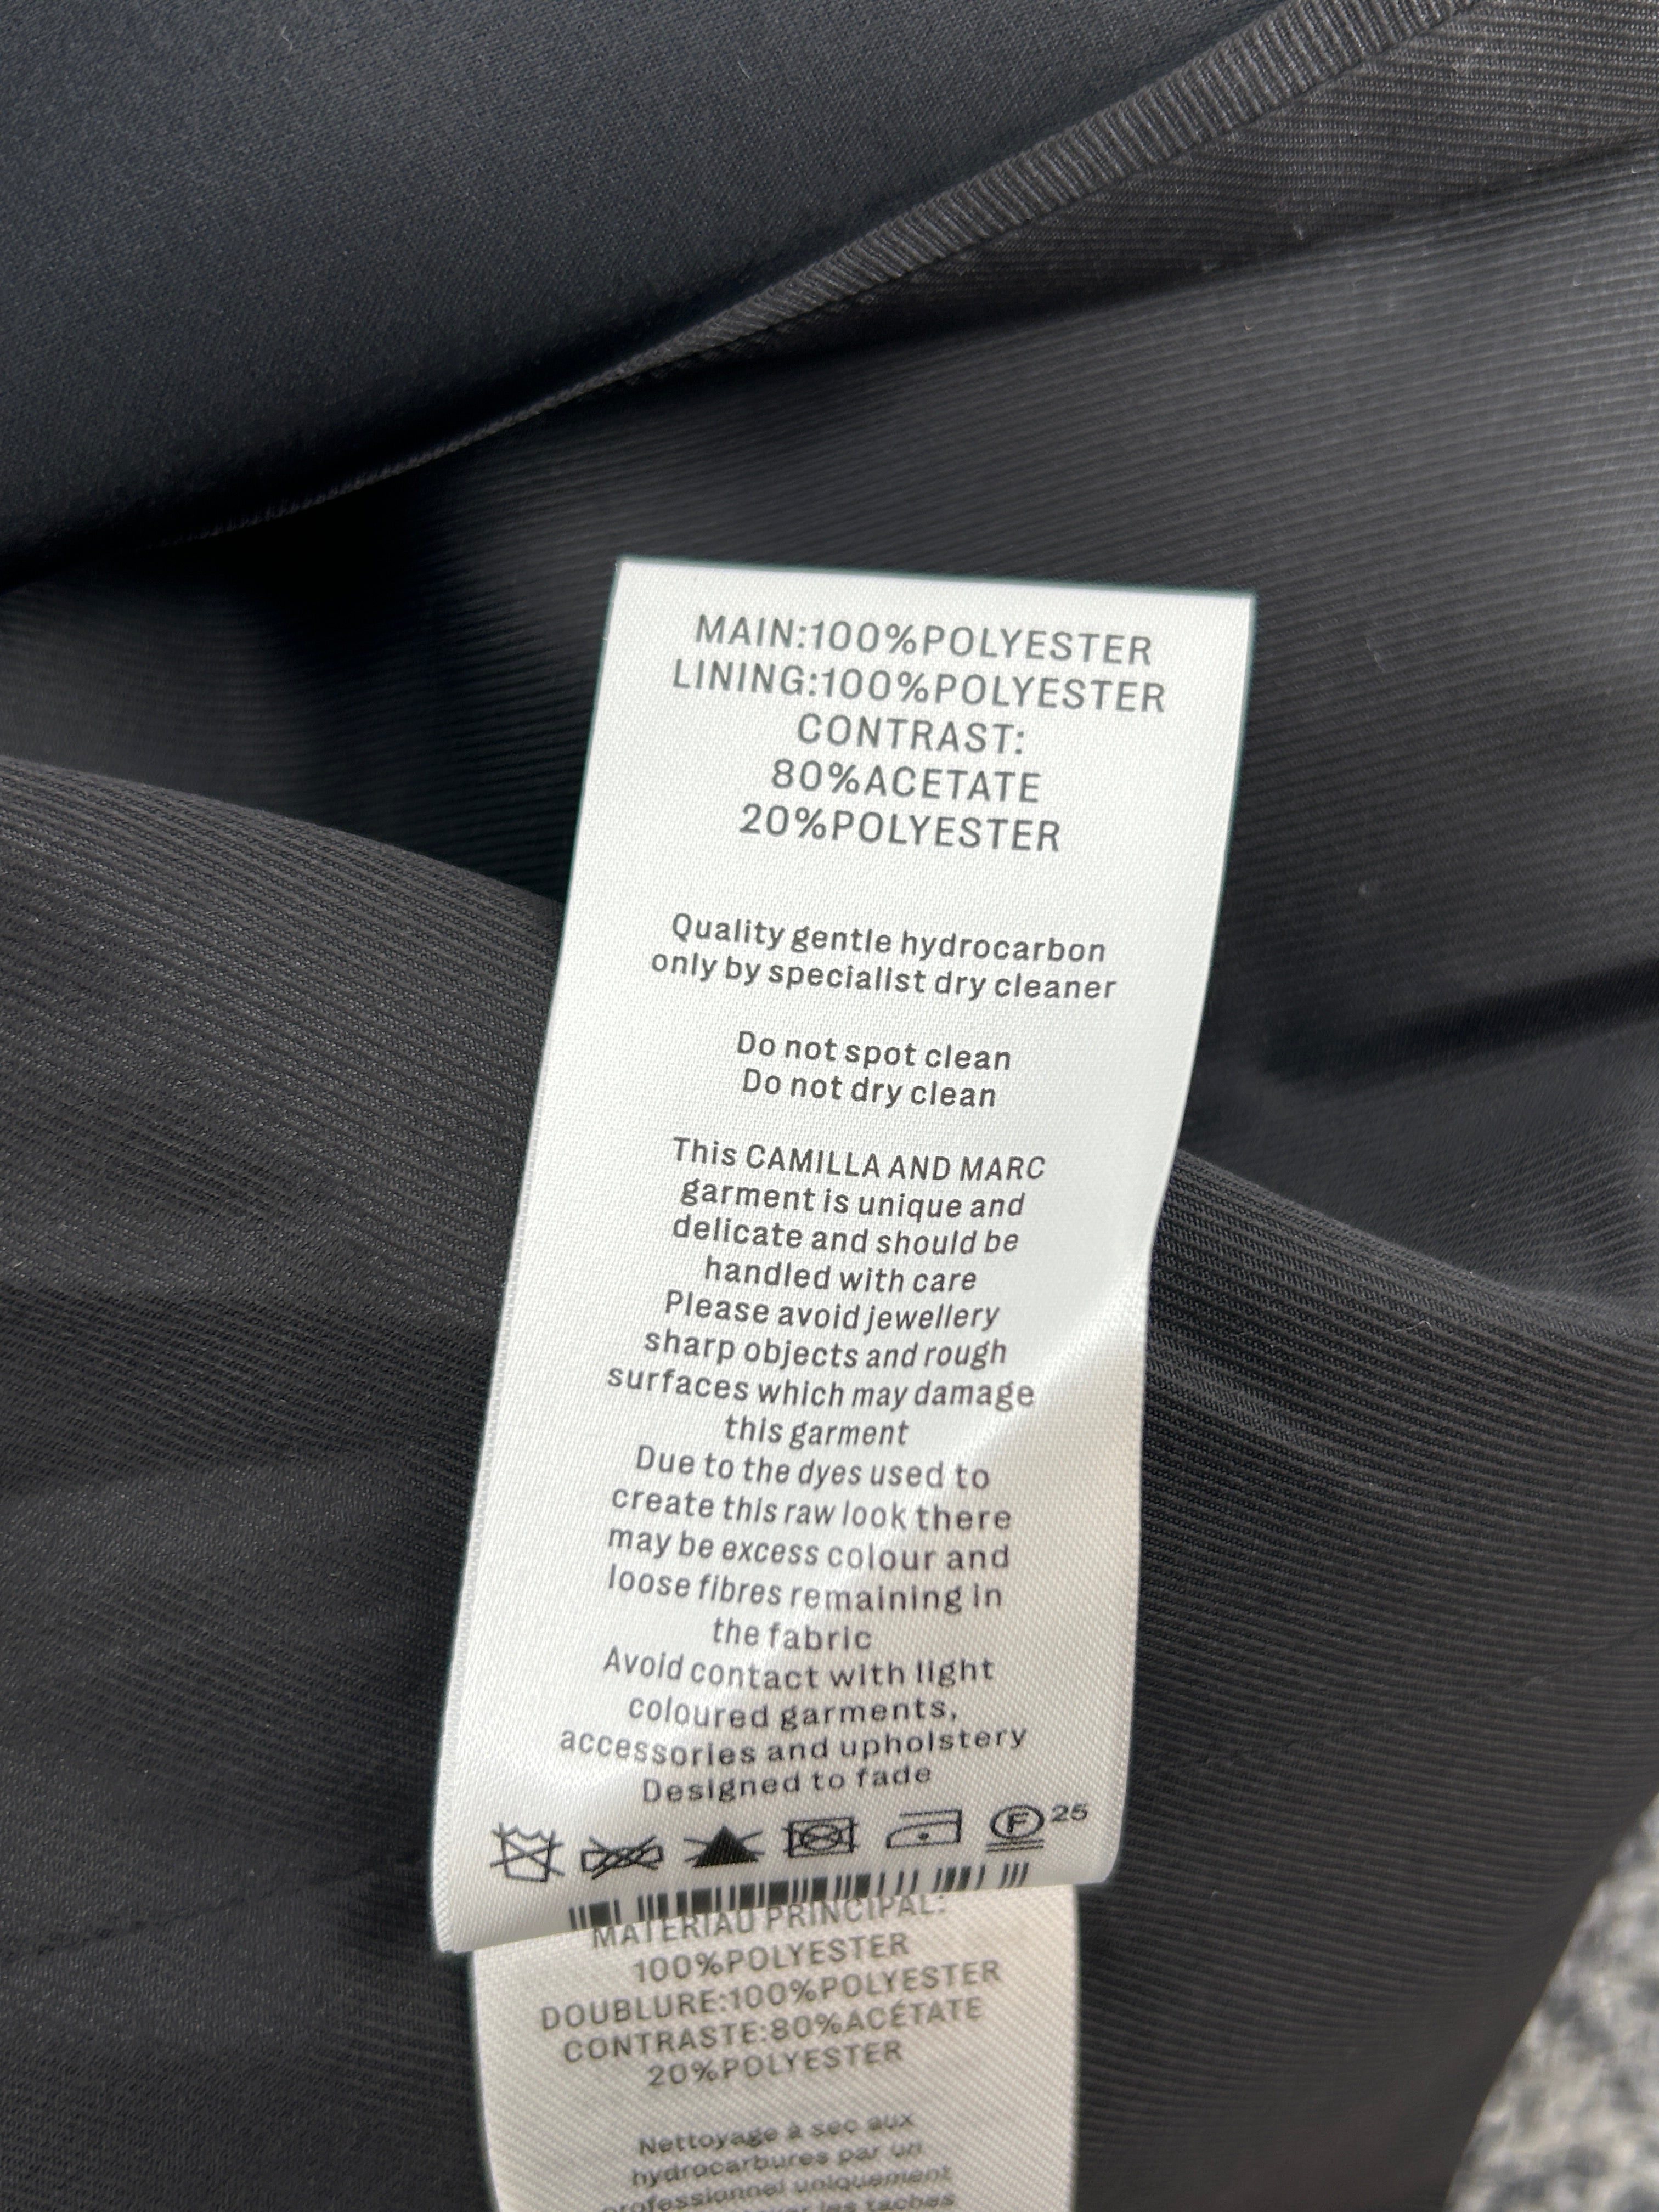 MAIN:100%POLYESTER
LINING:100%POLYESTER
CONTRAST:
80%ACETATE
20%POLYESTER
Quality gentle hydrocarbon
only by specialist dry cleaner
Do not spot clean
Do not dry clean
This CAMILLA AND MARC
garment is unique and
delicate and should be
handled with care
Please avoid jewellery
sharp objects and rough
surfaces which may damage
this garment
Due to the dyes used to
create this raw look there
may be excess colour and
loose fibres remaining in
the fabric
Avoid contact with light
coloured garments,
accessories and upholstery
Designed to fade
F 25
MATERIAU PRINCIPAL:
100%POLYESTER
DOUBLURE:100%POLYESTER
CONTRASTE:80%ACÉTATE
20%POLYESTER
Nettoyage à sec aux
hydrocarbures par un
professionnel uniquement
les taches